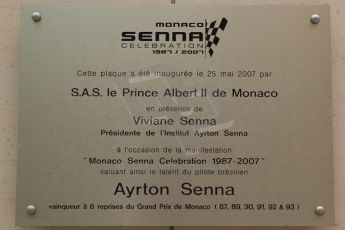 MONACO
SENNA
CELEBRATION
1987 / 2007
Cette plaque a été inaugurée le 25 mai 2007 par
S.A.S. le Prince Albert II de Monaco
en présence de
Viviane Senna
Présidente de l'Institut Ayrton Senna
à l'occasion de la manifestation
"Monaco Senna Celebration 1987-2007"
saluant ainsi le talent du pilote brésilien
Ayrton Senna
vainqueur à 6 reprises du Grand Prix de Monaco ( 87, 89, 90, 91, 92 & 93 )